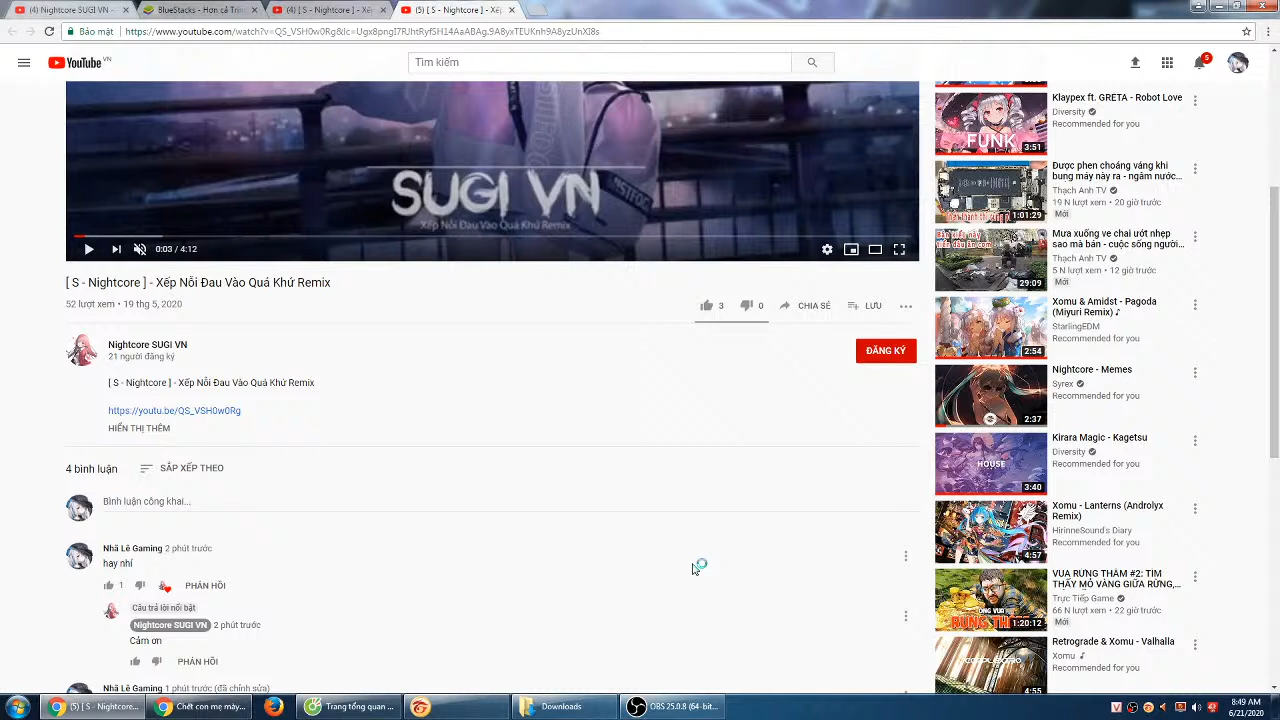 (4) Nightcore SUGI VN -
BlueStacks - Hơn cả Trình
(4) [ S - Nightcore ] - Xếp
(5) [ S - Nightcore ] - Xếp
Bảo mật
https://www.youtube.com/watch?v=QS_VSH0w0Rg&lc=Ugx8pngI7RJhtRyfSH14AaABAg.9A8yxTEUKnh9A8yzUnXI8s
YouTube VN
Tìm kiếm
5
SUGI VN
Xếp Nỗi Đau Vào Quá Khứ Remix
0:03 / 4:12
[ S - Nightcore ] - Xếp Nỗi Đau Vào Quá Khứ Remix
52 lượt xem • 19 thg 5, 2020
3
0
CHIA SẺ
LƯU
Nightcore SUGI VN
21 người đăng ký
ĐĂNG KÝ
[ S - Nightcore ] - Xếp Nỗi Đau Vào Quá Khứ Remix
https://youtu.be/QS_VSH0w0Rg
HIỂN THỊ THÊM
4 bình luận
SẮP XẾP THEO
Bình luận công khai...
Nhã Lê Gaming 2 phút trước
hay nhí
1
PHẢN HỒI
Câu trả lời nổi bật
Nightcore SUGI VN 2 phút trước
Cảm ơn
PHẢN HỒI
Nhã Lê Gaming 1 phút trước (đã chỉnh sửa)
Klaypex ft. GRETA - Robot Love
Diversity
Recommended for you
FUNK
3:51
Được phen choáng váng khi
bung máy này ra - ngâm nước...
Thạch Anh TV
19 N lượt xem • 20 giờ trước
Mới
1:01:29
Mưa xuống ve chai ướt nhẹp
sao mà bán - cuộc sống người...
Thạch Anh TV
5 N lượt xem • 12 giờ trước
Mới
29:09
Xomu & Amidst - Pagoda
(Miyuri Remix) ♪
StarlingEDM
Recommended for you
2:54
Nightcore - Memes
Syrex
Recommended for you
2:37
Kirara Magic - Kagetsu
Diversity
Recommended for you
HOUSE
3:40
Xomu - Lanterns (Androlyx
Remix)
HirinneSound's Diary
Recommended for you
4:57
VUA RỪNG THẲM #2: TÌM
THẤY MỎ VÀNG GIỮA RỪNG,...
Trực Tiếp Game
66 N lượt xem • 22 giờ trước
Mới
1:20:12
Retrograde & Xomu - Valhalla
Xomu ♪
Recommended for you
4:55
(5) [ S - Nightcore...
Chết con mẹ mày...
Trang tổng quan ...
Downloads
OBS 25.0.8 (64-bit...
8:49 AM
6/21/2020